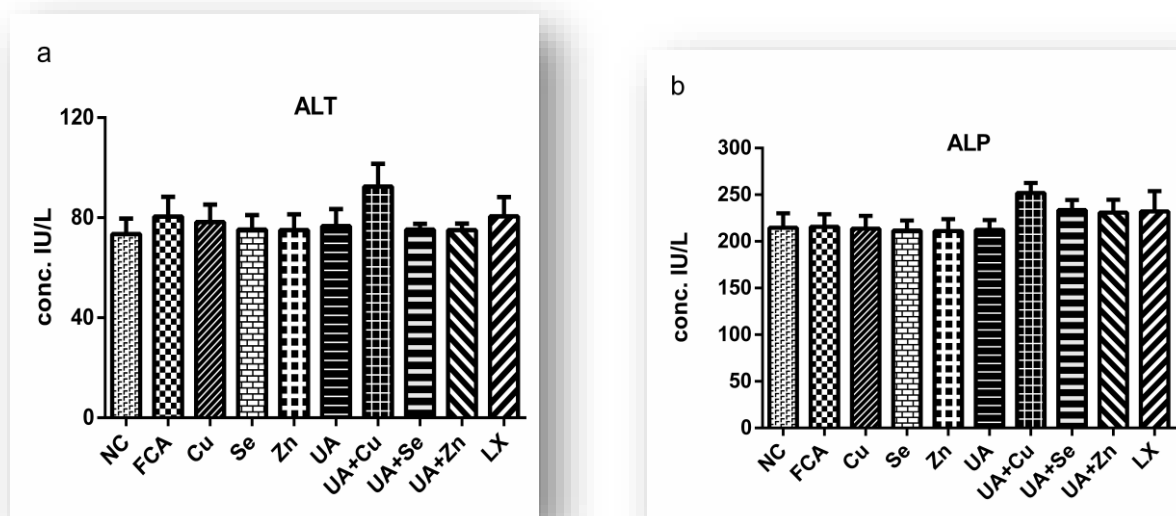 a
ALT
120
80
40
0
conc. IU/L
NC FCA Cu Se Zn UA UA+Cu UA+Se UA+Zn LX
b
ALP
300
250
200
150
100
50
0
conc. IU/L
NC FCA Cu Se Zn UA UA+Cu UA+Se UA+Zn LX